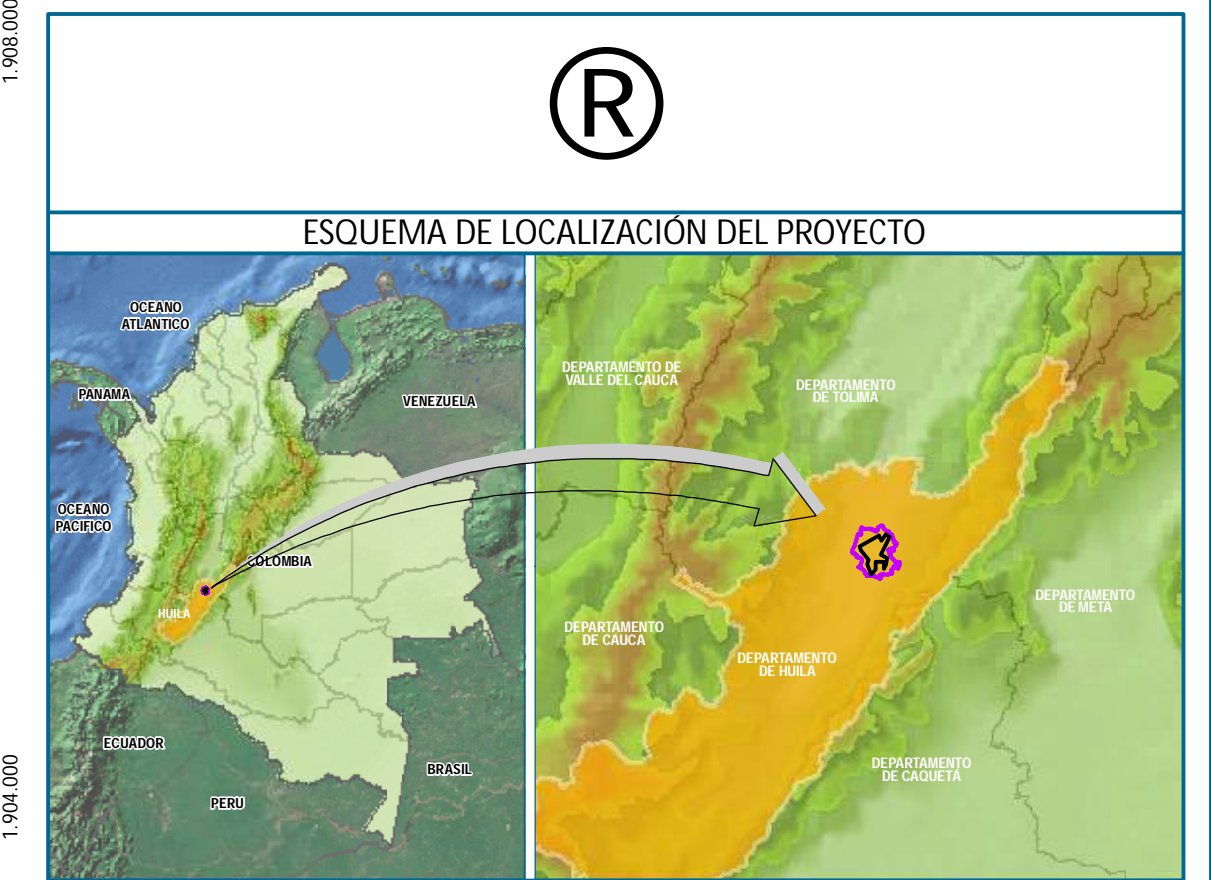 1.908.000
®
ESQUEMA DE LOCALIZACIÓN DEL PROYECTO
OCEANO
ATLANTICO
PANAMA
VENEZUELA
OCEANO
PACIFICO
COLOMBIA
HUILA
ECUADOR
BRASIL
PERU
DEPARTAMENTO DE
VALLE DEL CAUCA
DEPARTAMENTO
DE TOLIMA
DEPARTAMENTO
DE META
DEPARTAMENTO
DE CAUCA
DEPARTAMENTO
DE HUILA
DEPARTAMENTO
DE CAQUETÁ
1.904.000